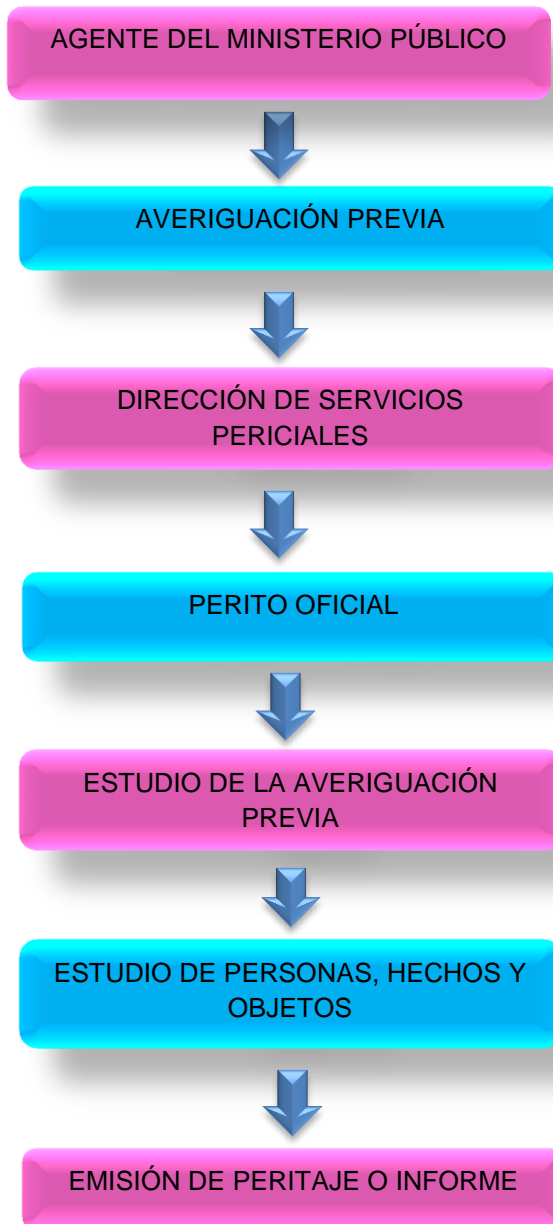 AGENTE DEL MINISTERIO PÚBLICO
AVERIGUACIÓN PREVIA
DIRECCIÓN DE SERVICIOS
PERICIALES
PERITO OFICIAL
ESTUDIO DE LA AVERIGUACIÓN
PREVIA
ESTUDIO DE PERSONAS, HECHOS Y
OBJETOS
EMISIÓN DE PERITAJE O INFORME